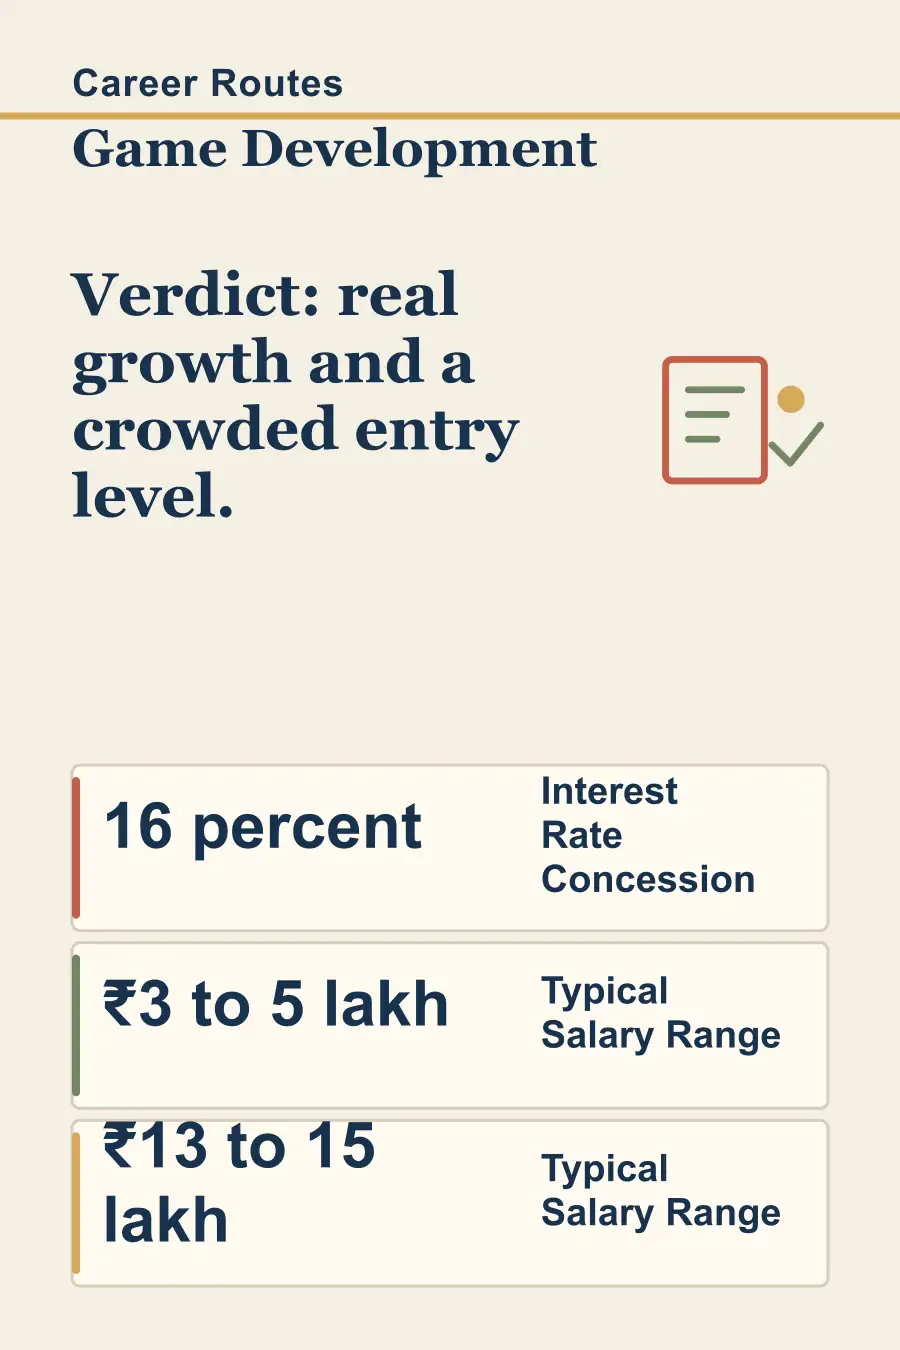 Career Routes
Game Development
Verdict: real
growth and a
crowded entry
level.
16 percent
Interest
Rate
Concession
₹3 to 5 lakh
Typical
Salary Range
₹13 to 15
lakh
Typical
Salary Range